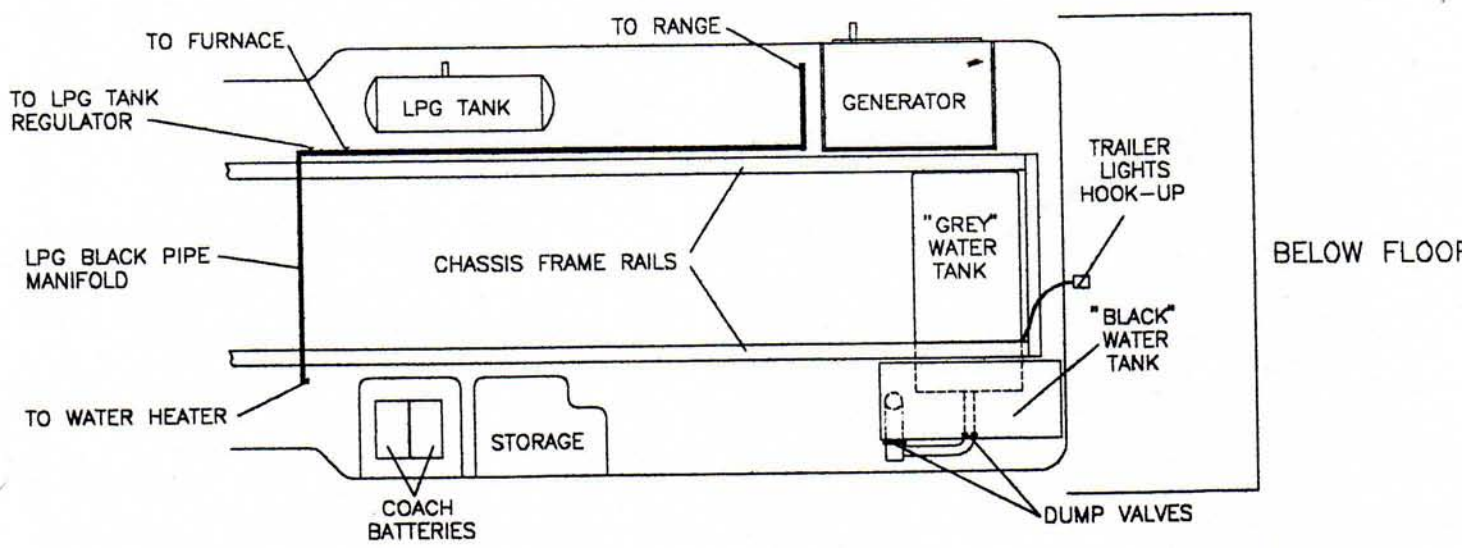 TO RANGE
TO FURNACE
TO LPG TANK
REGULATOR
LPG TANK
GENERATOR
TRAILER
LIGHTS
HOOK-UP
"GREY"
WATER
TANK
LPG BLACK PIPE
MANIFOLD
CHASSIS FRAME RAILS
BELOW FLOOR
"BLACK"
WATER
TANK
TO WATER HEATER
STORAGE
COACH
BATTERIES
DUMP VALVES